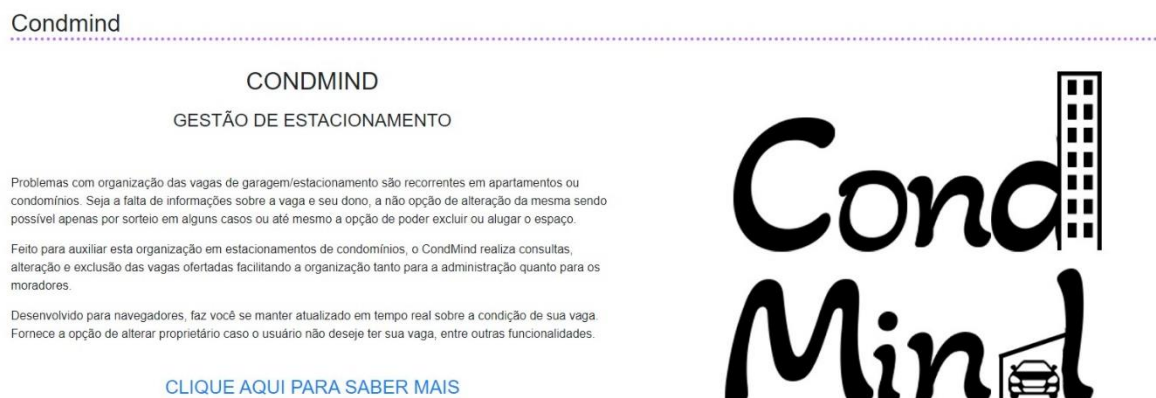 Condmind
CONDMIND
GESTÃO DE ESTACIONAMENTO
Problemas com organização das vagas de garagem/estacionamento são recorrentes em apartamentos ou
condomínios. Seja a falta de informações sobre a vaga e seu dono, a não opção de alteração da mesma sendo
possível apenas por sorteio em alguns casos ou até mesmo a opção de poder excluir ou alugar o espaço.
Feito para auxiliar esta organização em estacionamentos de condomínios, o CondMind realiza consultas,
alteração e exclusão das vagas ofertadas facilitando a organização tanto para a administração quanto para os
moradores.
Desenvolvido para navegadores, faz você se manter atualizado em tempo real sobre a condição de sua vaga.
Fornece a opção de alterar proprietário caso o usuário não deseje ter sua vaga, entre outras funcionalidades.
CLIQUE AQUI PARA SABER MAIS
Cond
Mind